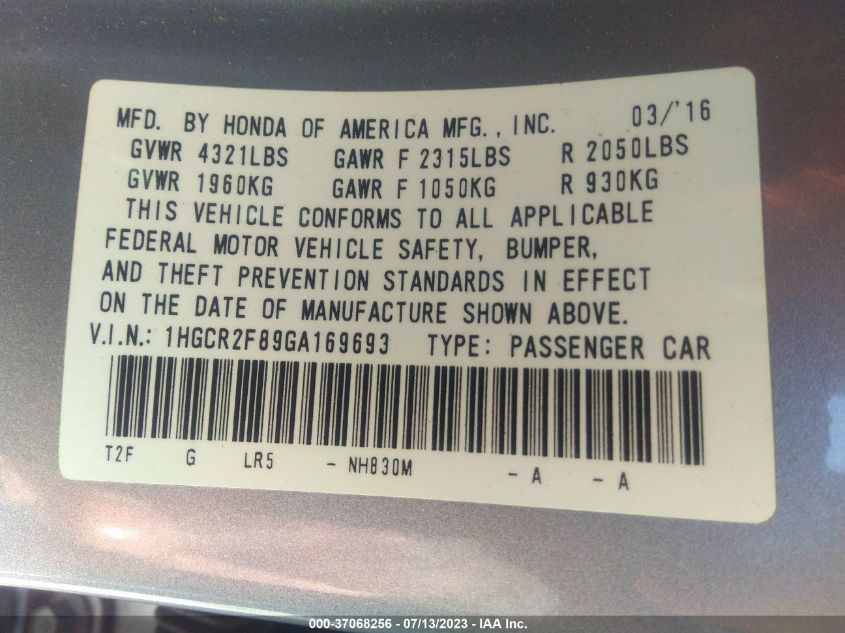 MFD. BY HONDA OF AMERICA MFG., INC. 03/'16
GVWR 4321LBS GAWR F 2315LBS R 2050LBS
GVWR 1960KG GAWR F 1050KG R 930KG
THIS VEHICLE CONFORMS TO ALL APPLICABLE
FEDERAL MOTOR VEHICLE SAFETY, BUMPER,
AND THEFT PREVENTION STANDARDS IN EFFECT
ON THE DATE OF MANUFACTURE SHOWN ABOVE.
V.I.N.: 1HGCR2F89GA169693 TYPE: PASSENGER CAR
T2F G LR5 - NH830M - A - A
000-37068256 - 07/13/2023 - IAA Inc.